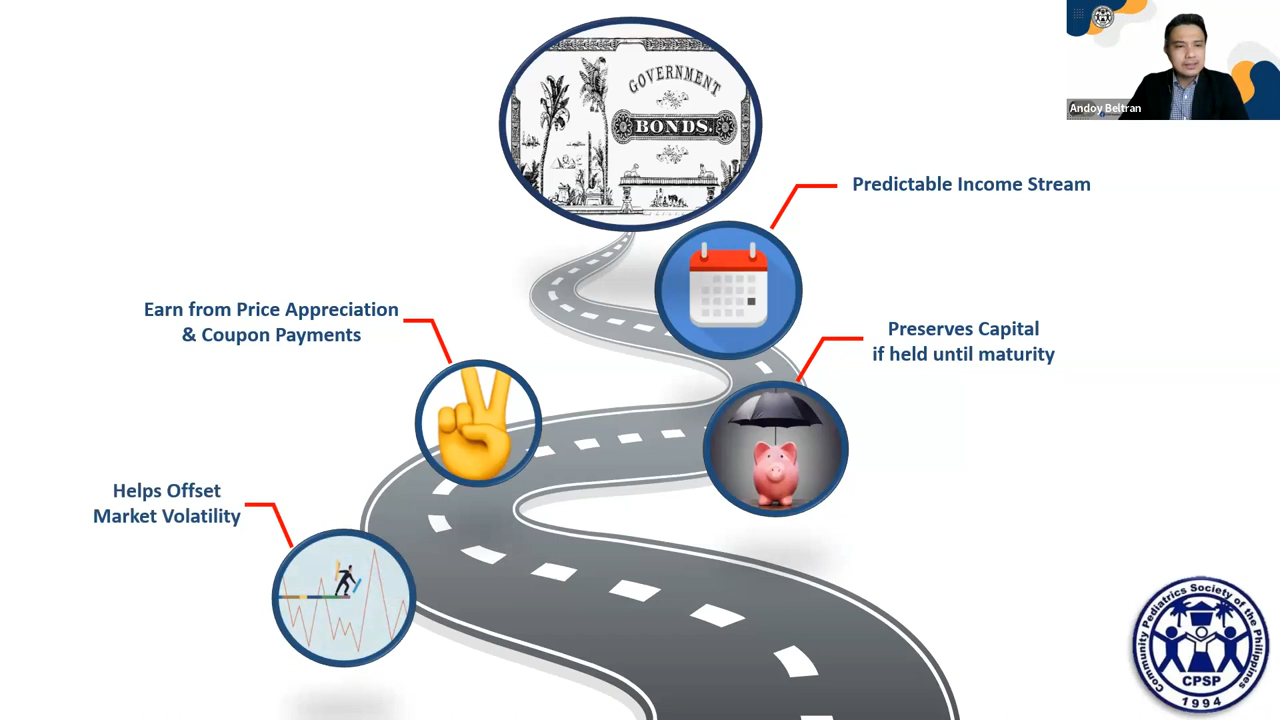 GOVERNMENT
BONDS.
Andoy Beltran
Predictable Income Stream
Earn from Price Appreciation
& Coupon Payments
Preserves Capital
if held until maturity
Helps Offset
Market Volatility
Community Pediatrics Society of the Philippines
CPSP
1994